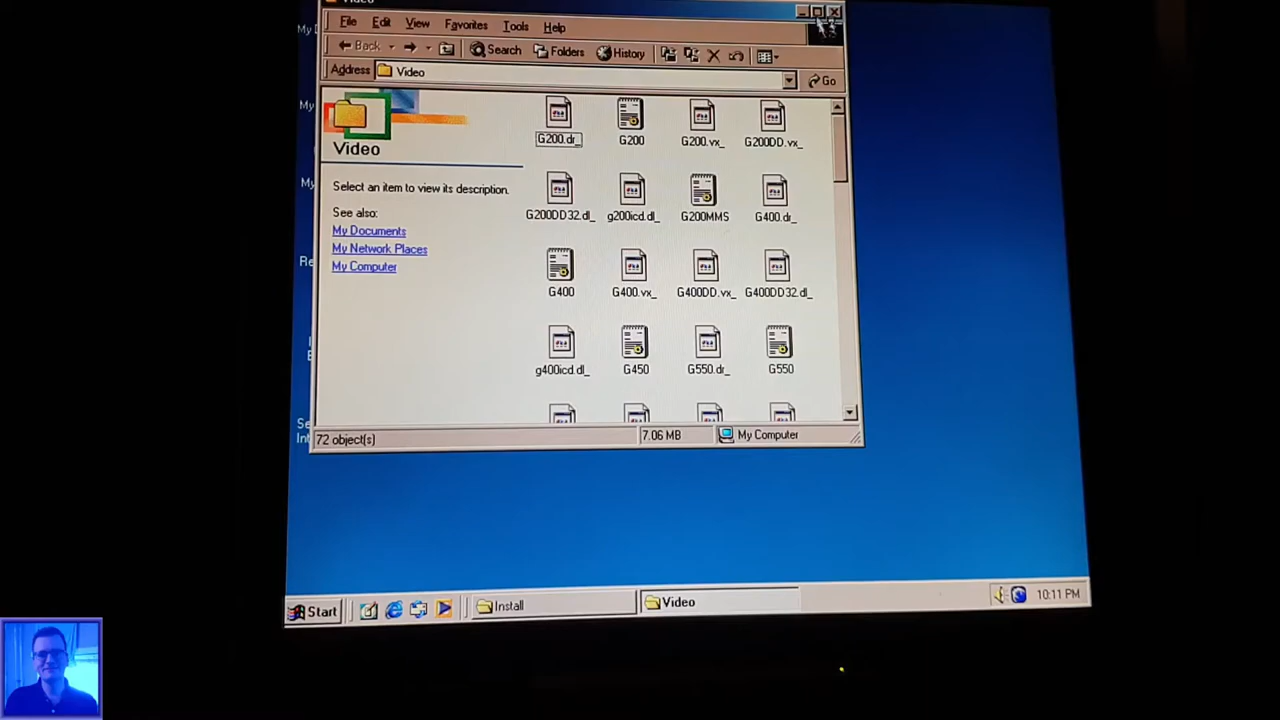 Video
File Edit View Favorites Tools Help
Back Search Folders History
Address Video Go
G200.dr_ G200 G200.vx_ G200DD.vx_
Video
Select an item to view its description.
G200DD32.dl_ g200icd.dl_ G200MMS G400.dr_
See also:
My Documents
My Network Places
My Computer
G400 G400.vx_ G400DD.vx_ G400DD32.dl_
g400icd.dl_ G450 G550.dr_ G550
72 object(s) 7.06 MB My Computer
Start Install Video 10:11 PM